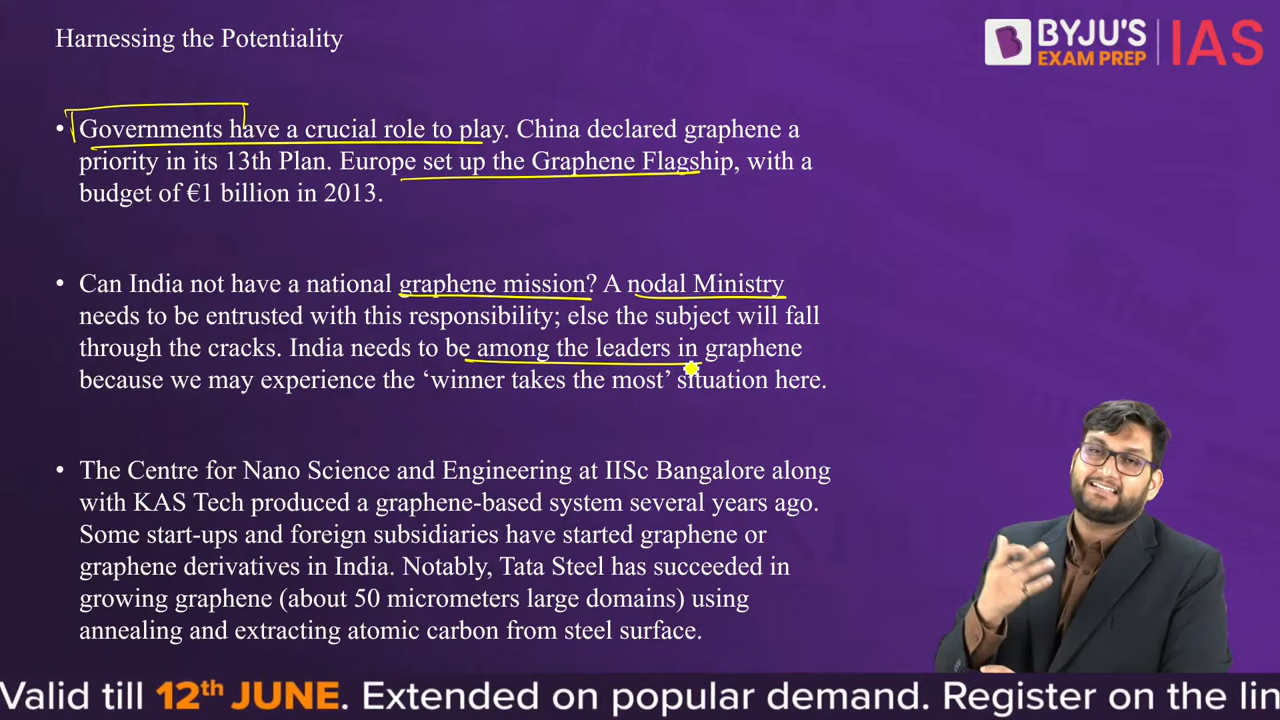 Harnessing the Potentiality
BYJU'S
EXAM PREP
IAS
• Governments have a crucial role to play. China declared graphene a
priority in its 13th Plan. Europe set up the Graphene Flagship, with a
budget of €1 billion in 2013.
• Can India not have a national graphene mission? A nodal Ministry
needs to be entrusted with this responsibility; else the subject will fall
through the cracks. India needs to be among the leaders in graphene
because we may experience the ‘winner takes the most’ situation here.
• The Centre for Nano Science and Engineering at IISc Bangalore along
with KAS Tech produced a graphene-based system several years ago.
Some start-ups and foreign subsidiaries have started graphene or
graphene derivatives in India. Notably, Tata Steel has succeeded in
growing graphene (about 50 micrometers large domains) using
annealing and extracting atomic carbon from steel surface.
Valid till 12th JUNE. Extended on popular demand. Register on the lin